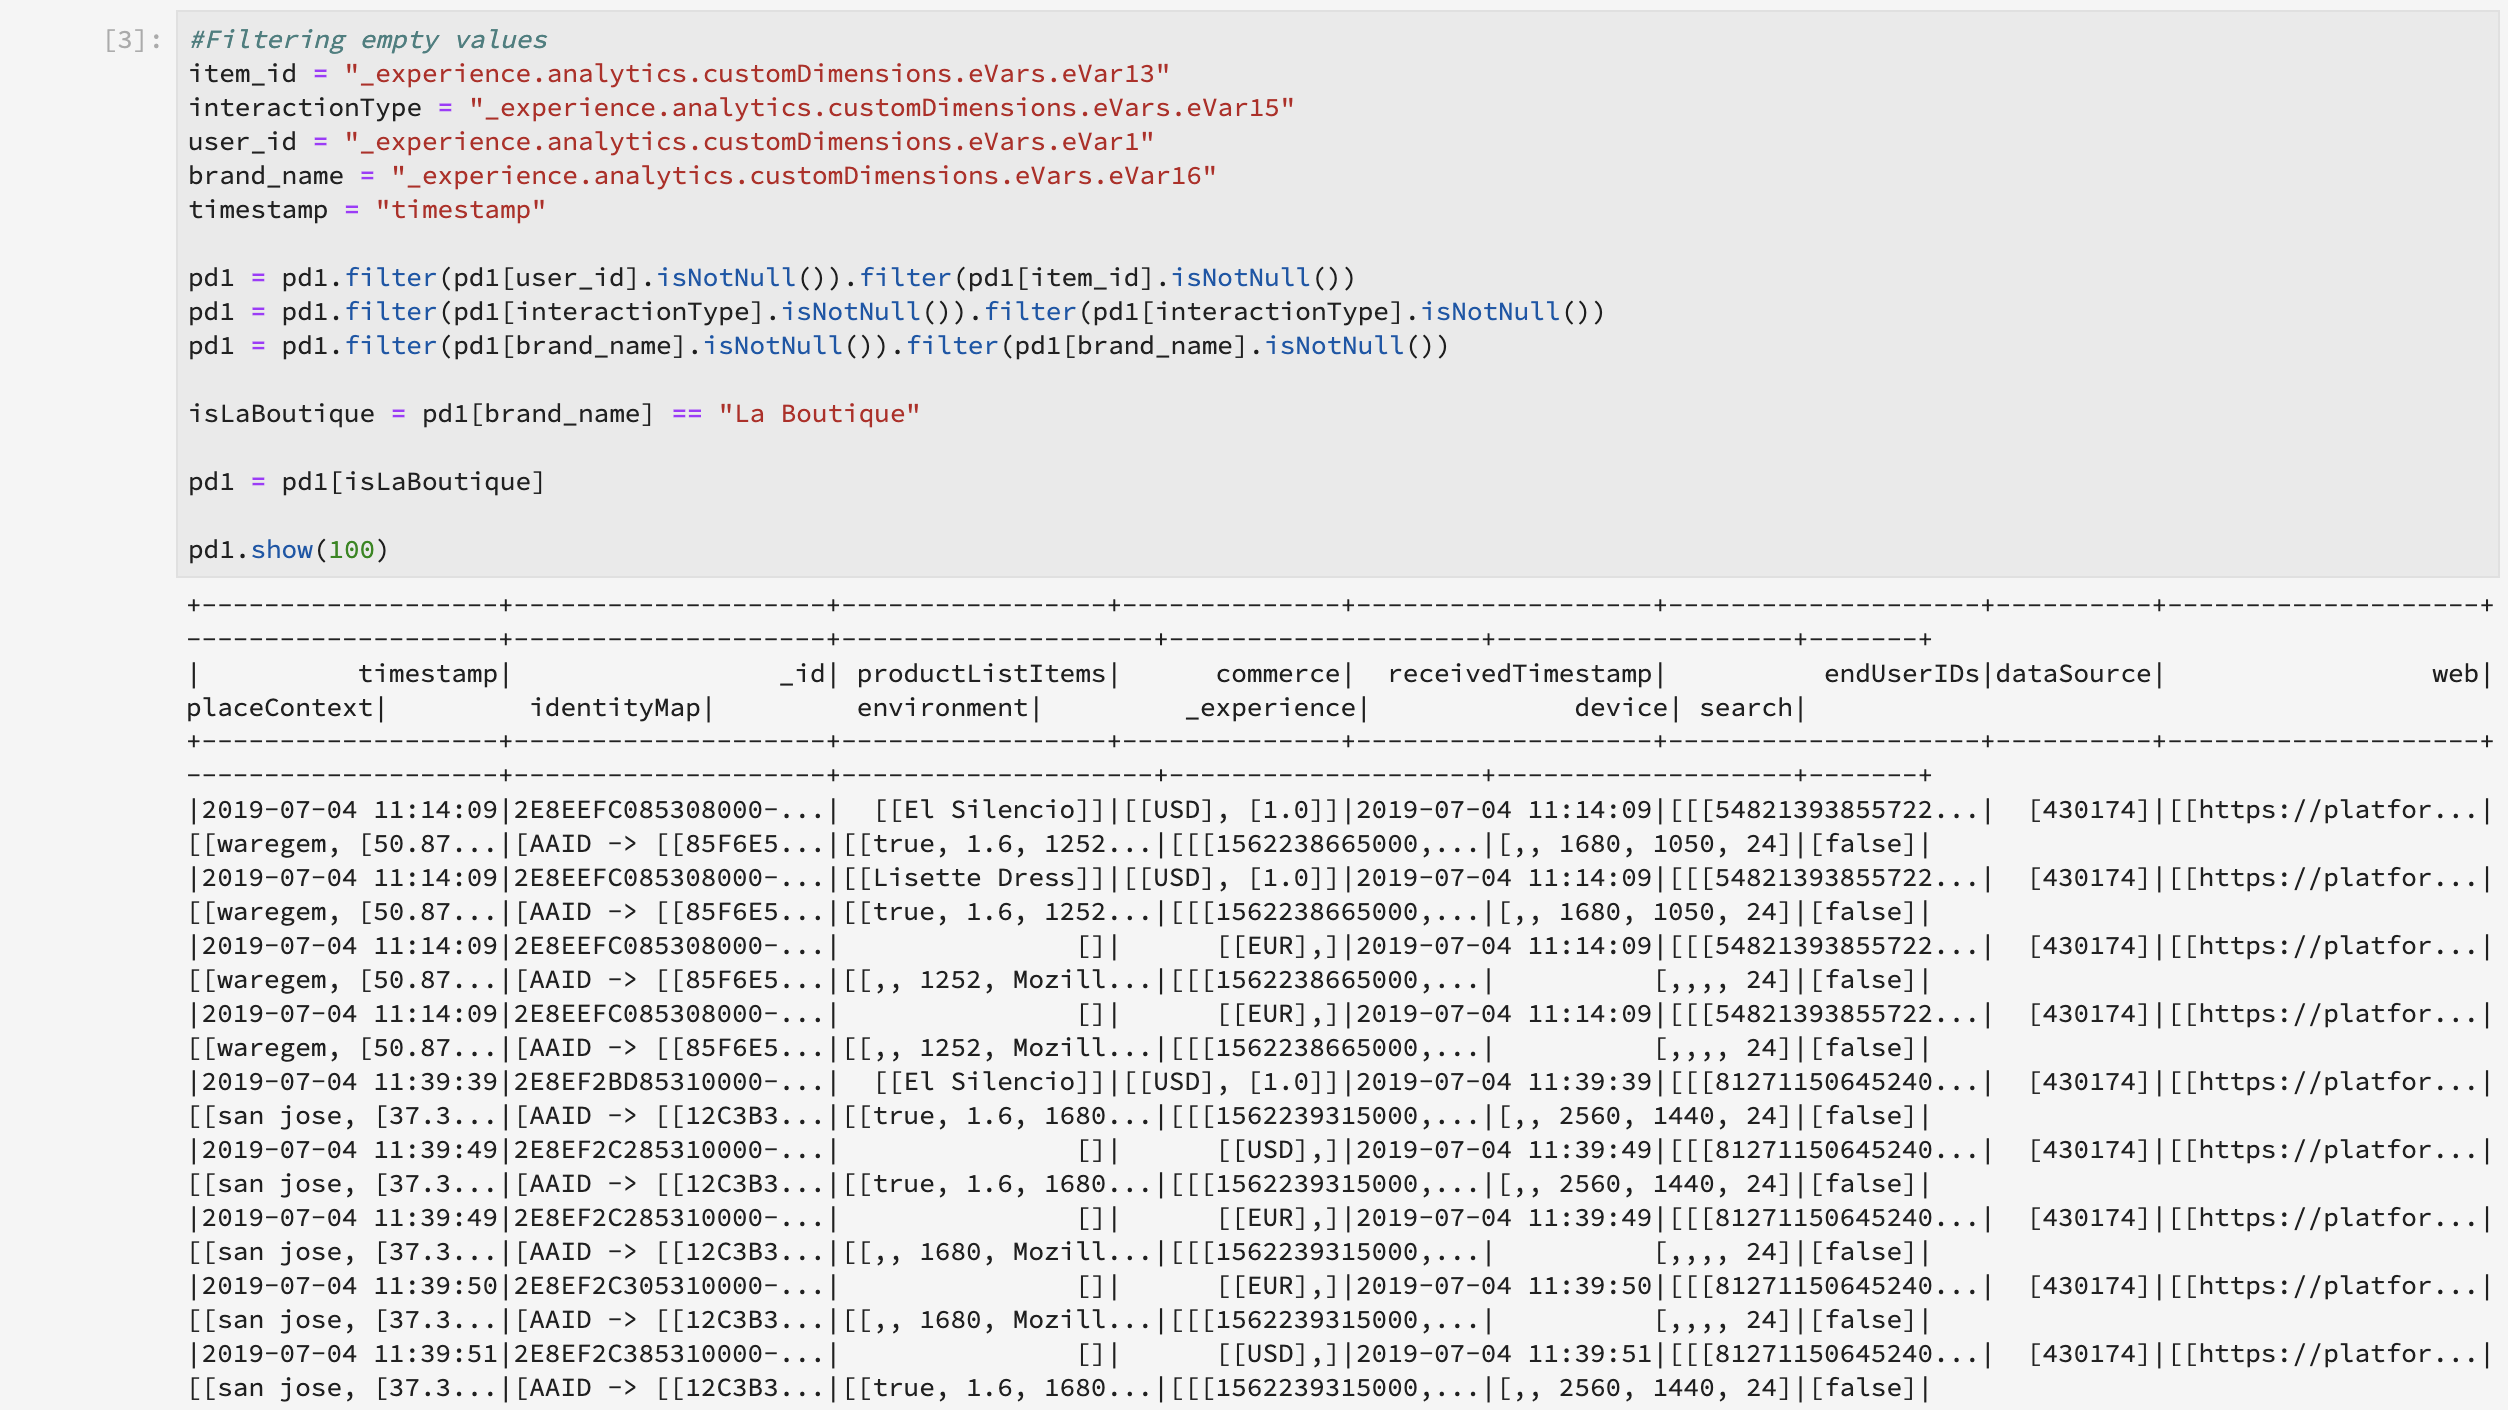 [3]: #Filtering empty values
item_id = "_experience.analytics.customDimensions.eVars.eVar13"
interactionType = "_experience.analytics.customDimensions.eVars.eVar15"
user_id = "_experience.analytics.customDimensions.eVars.eVar1"
brand_name = "_experience.analytics.customDimensions.eVars.eVar16"
timestamp = "timestamp"

pd1 = pd1.filter(pd1[user_id].isNotNull()).filter(pd1[item_id].isNotNull())
pd1 = pd1.filter(pd1[interactionType].isNotNull()).filter(pd1[interactionType].isNotNull())
pd1 = pd1.filter(pd1[brand_name].isNotNull()).filter(pd1[brand_name].isNotNull())

isLaBoutique = pd1[brand_name] == "La Boutique"

pd1 = pd1[isLaBoutique]

pd1.show(100)
+-------------------+--------------------+-----------------+--------------+-------------------+--------------------+----------+--------------------+
--------------------+--------------------+--------------------+--------------------+-------------------+-------+
|          timestamp|                 _id| productListItems|      commerce|  receivedTimestamp|          endUserIDs|dataSource|                 web|
placeContext|         identityMap|         environment|         _experience|             device| search|
+-------------------+--------------------+-----------------+--------------+-------------------+--------------------+----------+--------------------+
--------------------+--------------------+--------------------+--------------------+-------------------+-------+
|2019-07-04 11:14:09|2E8EEFC085308000-...|  [[El Silencio]]|[[USD], [1.0]]|2019-07-04 11:14:09|[[[54821393855722...|  [430174]|[[https://platfor...|
[[waregem, [50.87...|[AAID -> [[85F6E5...|[[true, 1.6, 1252...|[[[1562238665000,...|[,, 1680, 1050, 24]|[false]|
|2019-07-04 11:14:09|2E8EEFC085308000-...|[[Lisette Dress]]|[[USD], [1.0]]|2019-07-04 11:14:09|[[[54821393855722...|  [430174]|[[https://platfor...|
[[waregem, [50.87...|[AAID -> [[85F6E5...|[[true, 1.6, 1252...|[[[1562238665000,...|[,, 1680, 1050, 24]|[false]|
|2019-07-04 11:14:09|2E8EEFC085308000-...|               []|      [[EUR],]|2019-07-04 11:14:09|[[[54821393855722...|  [430174]|[[https://platfor...|
[[waregem, [50.87...|[AAID -> [[85F6E5...|[[,, 1252, Mozill...|[[[1562238665000,...|          [,,,, 24]|[false]|
|2019-07-04 11:14:09|2E8EEFC085308000-...|               []|      [[EUR],]|2019-07-04 11:14:09|[[[54821393855722...|  [430174]|[[https://platfor...|
[[waregem, [50.87...|[AAID -> [[85F6E5...|[[,, 1252, Mozill...|[[[1562238665000,...|          [,,,, 24]|[false]|
|2019-07-04 11:39:39|2E8EF2BD85310000-...|  [[El Silencio]]|[[USD], [1.0]]|2019-07-04 11:39:39|[[[81271150645240...|  [430174]|[[https://platfor...|
[[san jose, [37.3...|[AAID -> [[12C3B3...|[[true, 1.6, 1680...|[[[1562239315000,...|[,, 2560, 1440, 24]|[false]|
|2019-07-04 11:39:49|2E8EF2C285310000-...|               []|      [[USD],]|2019-07-04 11:39:49|[[[81271150645240...|  [430174]|[[https://platfor...|
[[san jose, [37.3...|[AAID -> [[12C3B3...|[[true, 1.6, 1680...|[[[1562239315000,...|[,, 2560, 1440, 24]|[false]|
|2019-07-04 11:39:49|2E8EF2C285310000-...|               []|      [[EUR],]|2019-07-04 11:39:49|[[[81271150645240...|  [430174]|[[https://platfor...|
[[san jose, [37.3...|[AAID -> [[12C3B3...|[[,, 1680, Mozill...|[[[1562239315000,...|          [,,,, 24]|[false]|
|2019-07-04 11:39:50|2E8EF2C305310000-...|               []|      [[EUR],]|2019-07-04 11:39:50|[[[81271150645240...|  [430174]|[[https://platfor...|
[[san jose, [37.3...|[AAID -> [[12C3B3...|[[,, 1680, Mozill...|[[[1562239315000,...|          [,,,, 24]|[false]|
|2019-07-04 11:39:51|2E8EF2C385310000-...|               []|      [[USD],]|2019-07-04 11:39:51|[[[81271150645240...|  [430174]|[[https://platfor...|
[[san jose, [37.3...|[AAID -> [[12C3B3...|[[true, 1.6, 1680...|[[[1562239315000,...|[,, 2560, 1440, 24]|[false]|